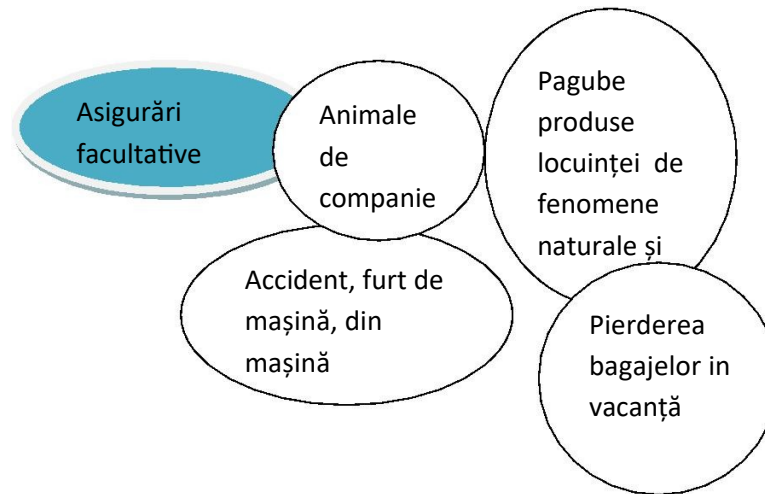 Asigurări
facultative
Animale
de
companie
Pagube
produse
locuinței de
fenomene
naturale și
Accident, furt de
mașină, din
mașină
Pierderea
bagajelor in
vacanță